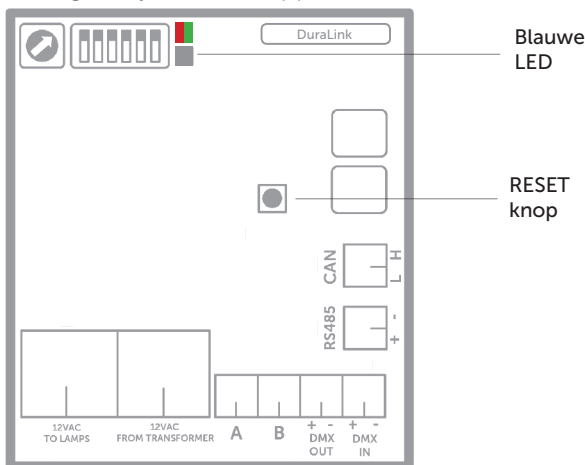 DuraLink
Blauwe
LED
RESET
knop
CAN
H
L
RS485
-
+
12VAC
TO LAMPS
12VAC
FROM TRANSFORMER
A
B
+ -
DMX
OUT
+ -
DMX
IN